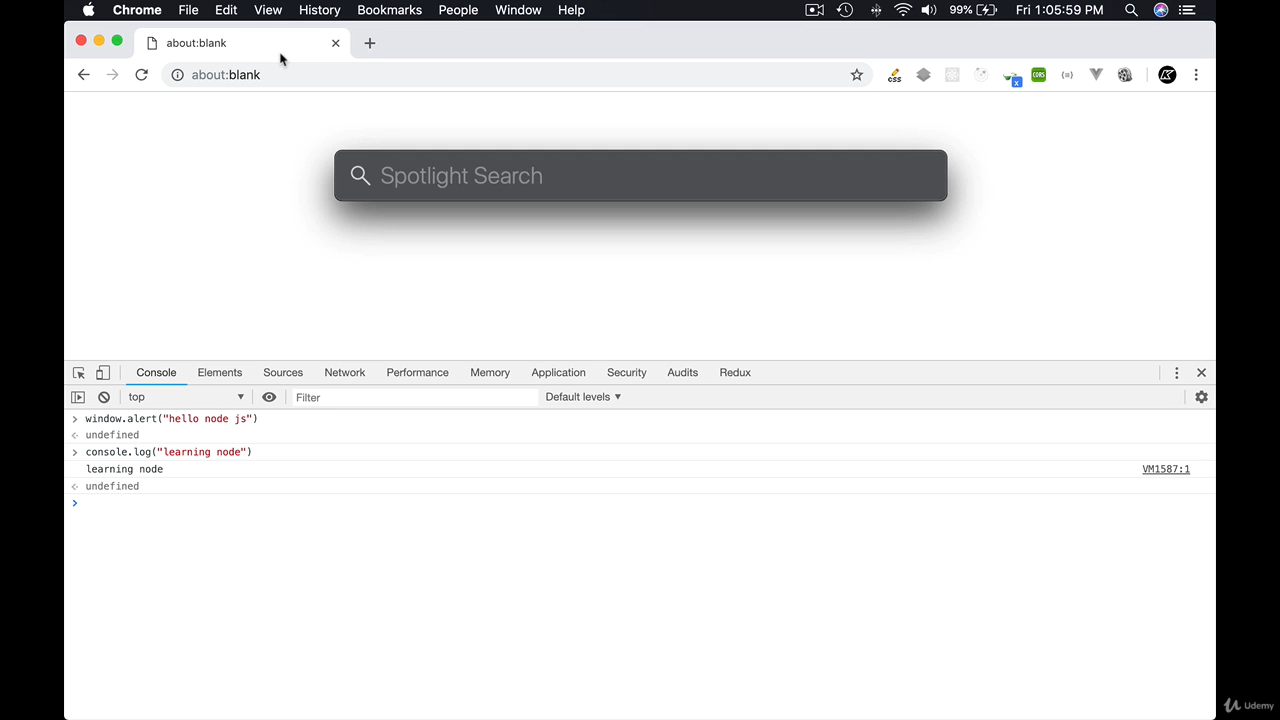 Chrome File Edit View History Bookmarks People Window Help 99% Fri 1:05:59 PM
about:blank
about:blank
css x CORS
Spotlight Search
Console Elements Network Sources Performance Memory Application Security Audits Redux
top Filter Default levels
window.alert("hello node js")
undefined
console.log("learning node")
learning node VM1587:1
undefined
Udemy